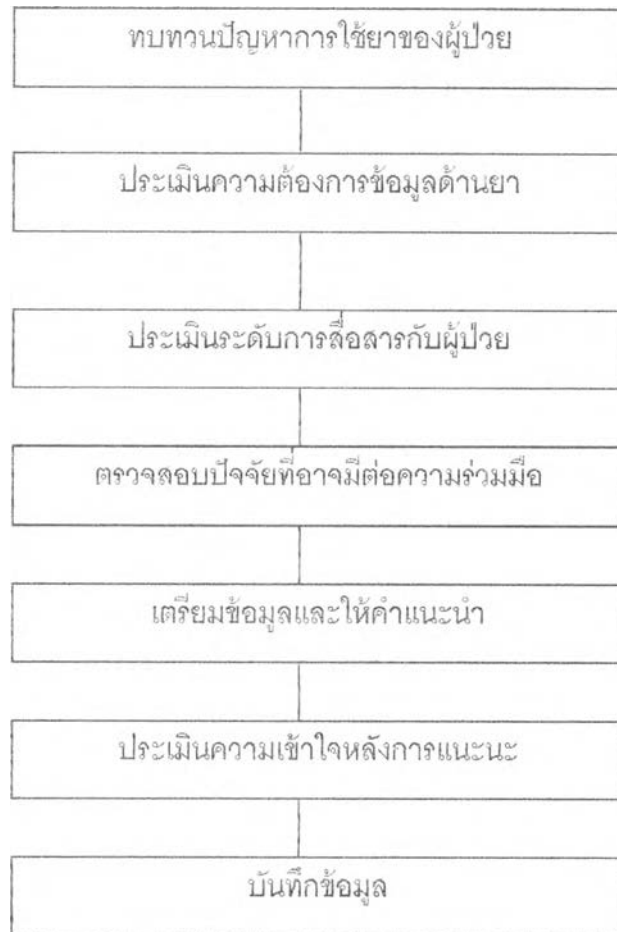 ทบทวนปัญหาการใช้ยาของผู้ป่วย
ประเมินความต้องการข้อมูลด้านยา
ประเมินระดับการสื่อสารกับผู้ป่วย
ตรวจสอบปัจจัยที่อาจมีต่อความร่วมมือ
เตรียมข้อมูลและให้คำแนะนำ
ประเมินความเข้าใจหลังการแนะนะ
บันทึกข้อมูล